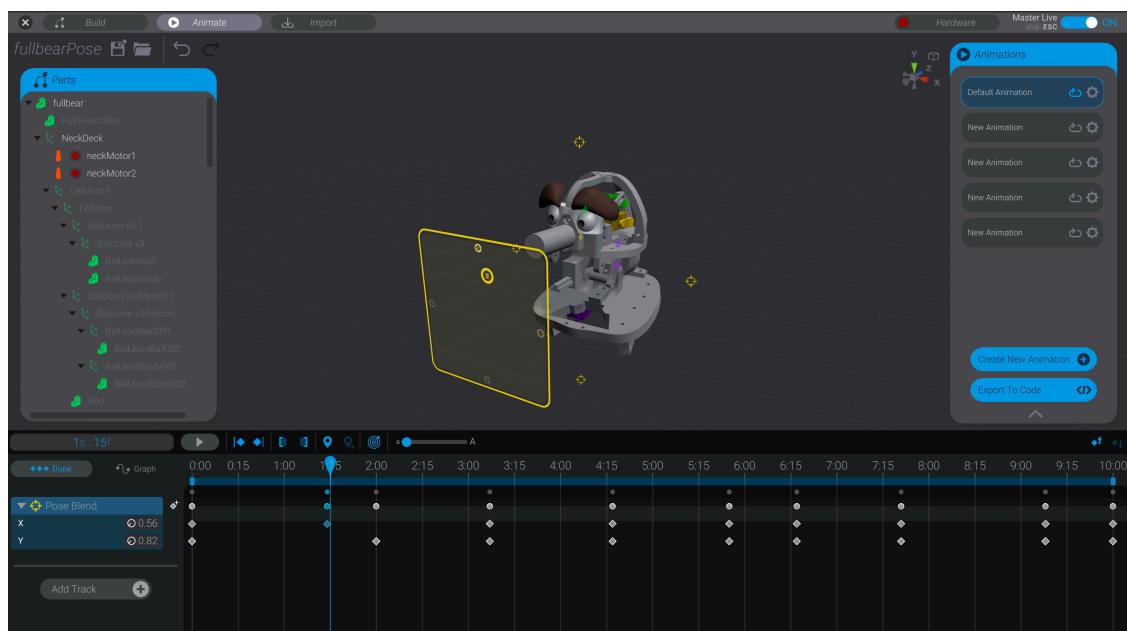 Build
Animate
Import
Hardware
Master Live
stop: ESC
ON
fullbearPose
Parts
fullbear
Full Head Skin
NeckDeck
neckMotor1
neckMotor2
LeftArm:1
LeftArm
BallJoint v3:1
BallJoint v3
BallJointBall
BallJointBody
BallJoint v3(Mirror):1
BallJoint v3(Mirror)
BallJointBall001
BallJointBall002
BallJointBody001
BallJointBody002
Rod
Y
Z
X
Animations
Default Animation
New Animation
New Animation
New Animation
New Animation
Create New Animation
Export To Code
1s : 15f
a
A
Dope
Graph
0:00 0:15 1:00 1:15 2:00 2:15 3:00 3:15 4:00 4:15 5:00 5:15 6:00 6:15 7:00 7:15 8:00 8:15 9:00 9:15 10:00
Pose Blend
X 0.56
Y 0.82
Add Track